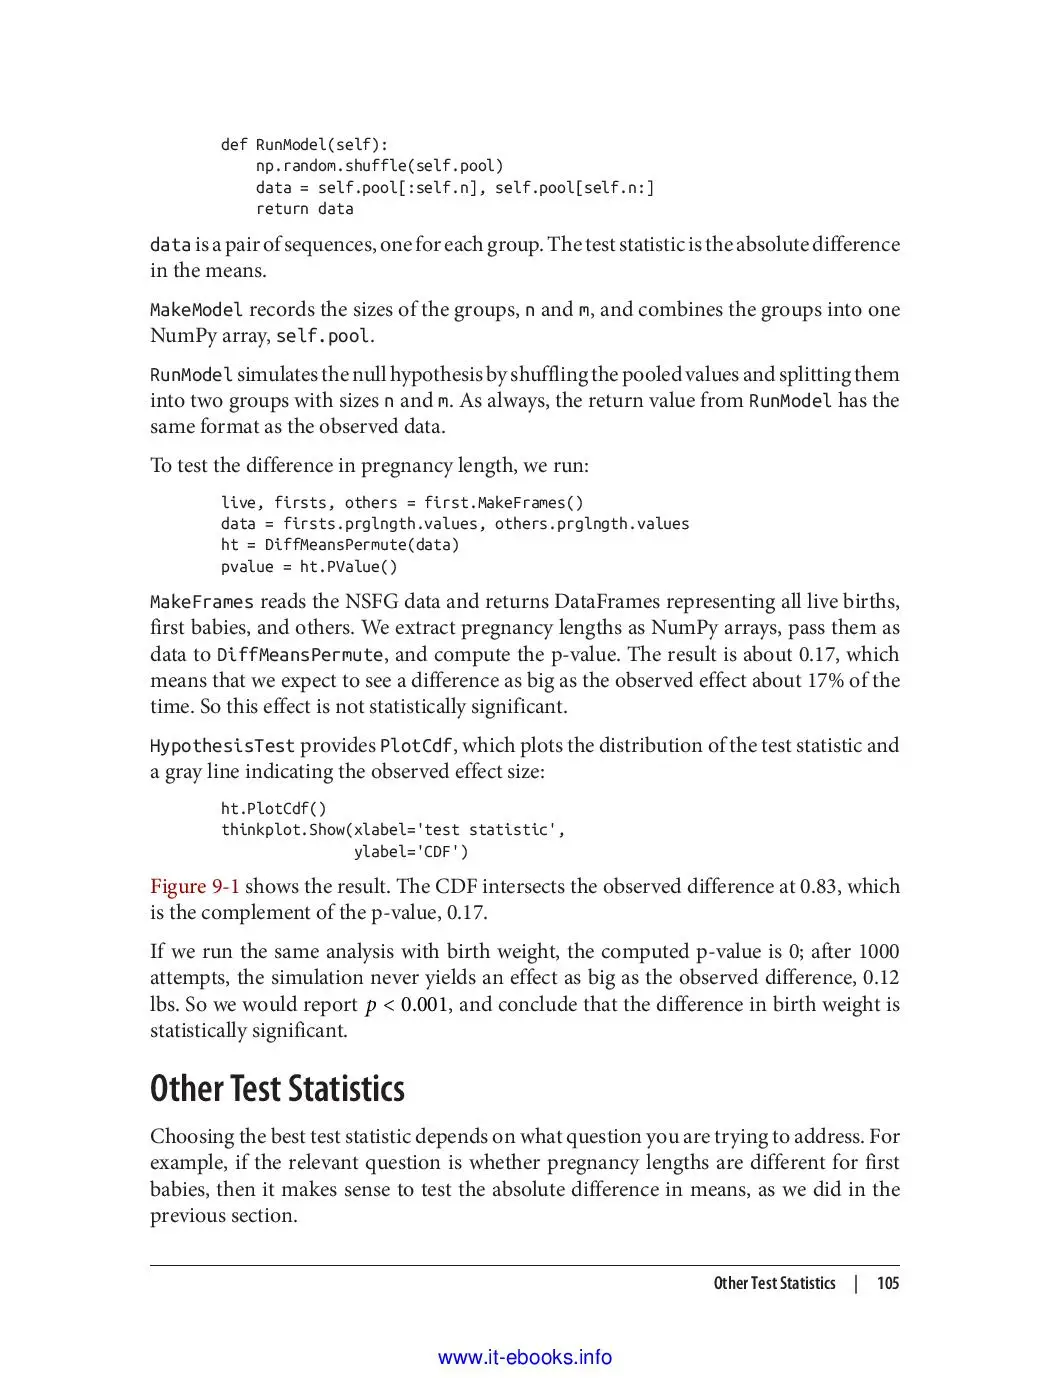 def RunModel(self):
    np.random.shuffle(self.pool)
    data = self.pool[:self.n], self.pool[self.n:]
    return data
data is a pair of sequences, one for each group. The test statistic is the absolute difference
in the means.
MakeModel records the sizes of the groups, n and m, and combines the groups into one
NumPy array, self.pool.
RunModel simulates the null hypothesis by shuffling the pooled values and splitting them
into two groups with sizes n and m. As always, the return value from RunModel has the
same format as the observed data.
To test the difference in pregnancy length, we run:
live, firsts, others = first.MakeFrames()
data = firsts.prglngth.values, others.prglngth.values
ht = DiffMeansPermute(data)
pvalue = ht.PValue()
MakeFrames reads the NSFG data and returns DataFrames representing all live births,
first babies, and others. We extract pregnancy lengths as NumPy arrays, pass them as
data to DiffMeansPermute, and compute the p-value. The result is about 0.17, which
means that we expect to see a difference as big as the observed effect about 17% of the
time. So this effect is not statistically significant.
HypothesisTest provides PlotCdf, which plots the distribution of the test statistic and
a gray line indicating the observed effect size:
ht.PlotCdf()
thinkplot.Show(xlabel='test statistic',
               ylabel='CDF')
Figure 9-1 shows the result. The CDF intersects the observed difference at 0.83, which
is the complement of the p-value, 0.17.
If we run the same analysis with birth weight, the computed p-value is 0; after 1000
attempts, the simulation never yields an effect as big as the observed difference, 0.12
lbs. So we would report p < 0.001, and conclude that the difference in birth weight is
statistically significant.
Other Test Statistics
Choosing the best test statistic depends on what question you are trying to address. For
example, if the relevant question is whether pregnancy lengths are different for first
babies, then it makes sense to test the absolute difference in means, as we did in the
previous section.
Other Test Statistics | 105
www.it-ebooks.info